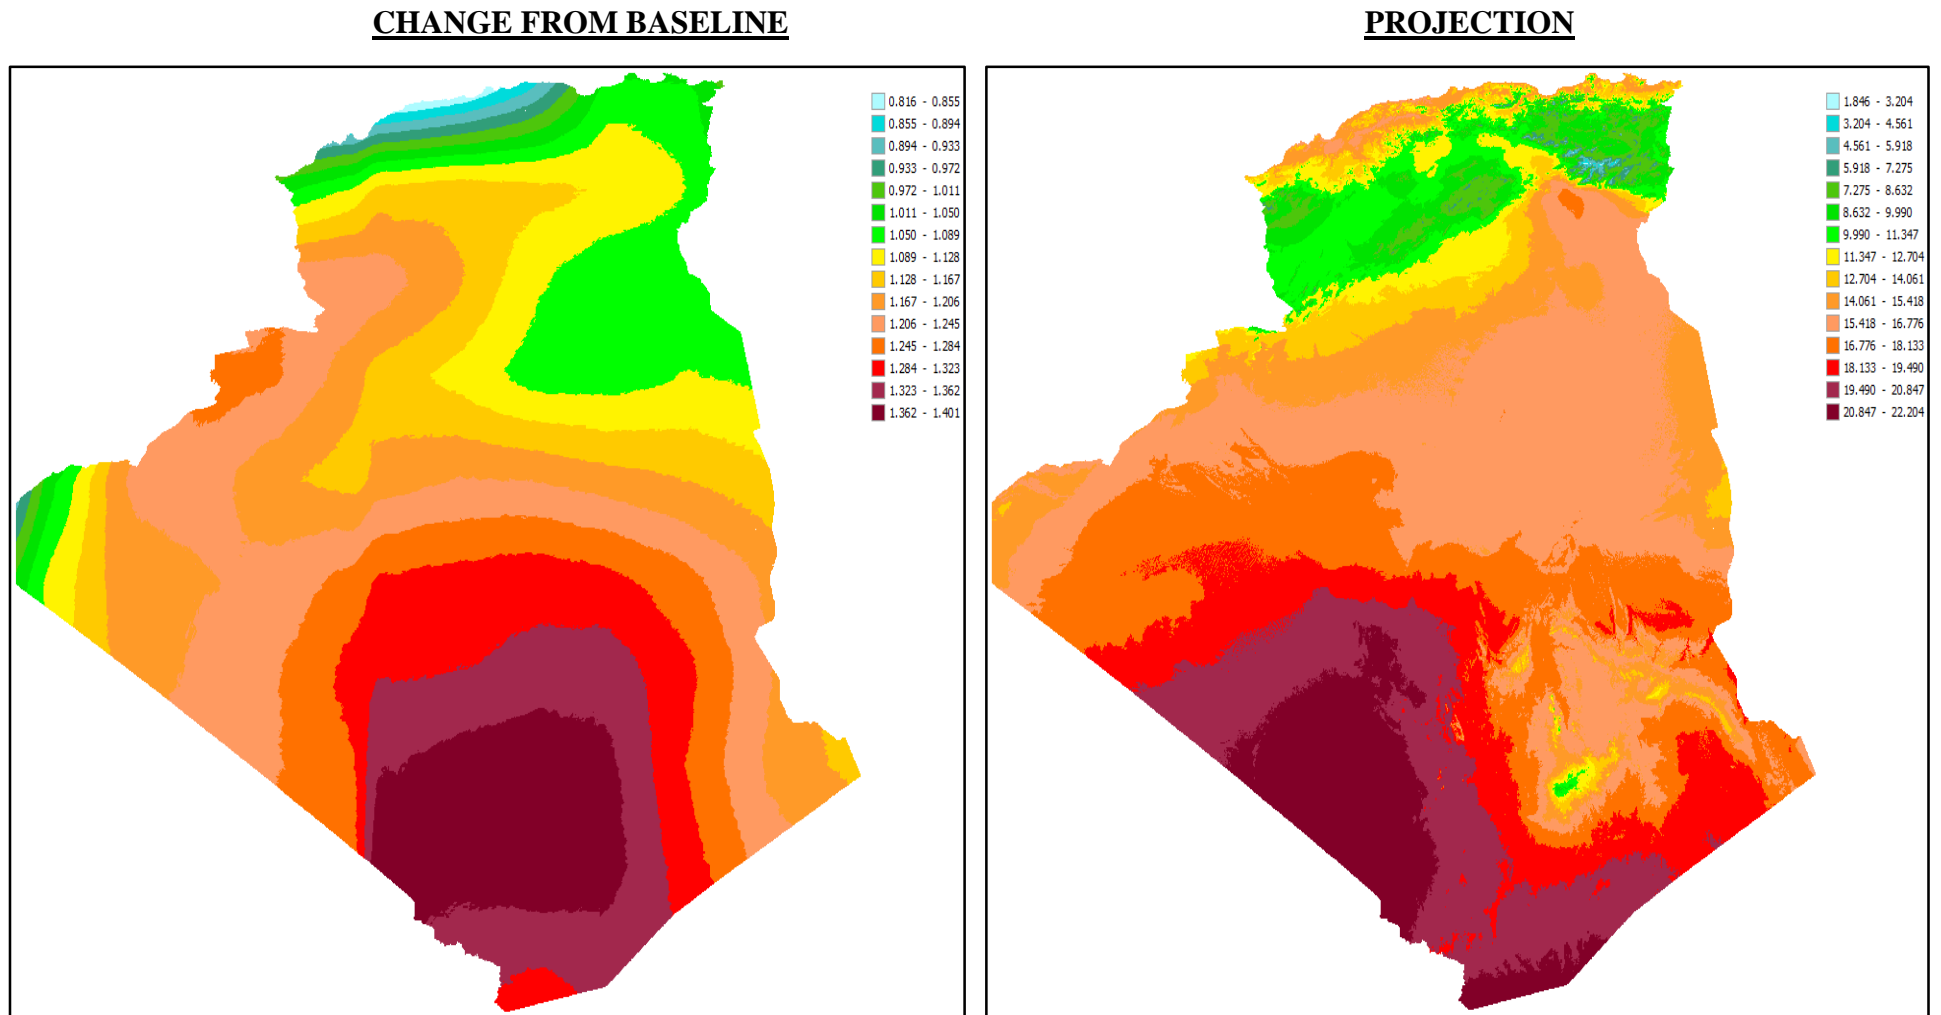 CHANGE FROM BASELINE
0.816 - 0.855
0.855 - 0.894
0.894 - 0.933
0.933 - 0.972
0.972 - 1.011
1.011 - 1.050
1.050 - 1.089
1.089 - 1.128
1.128 - 1.167
1.167 - 1.206
1.206 - 1.245
1.245 - 1.284
1.284 - 1.323
1.323 - 1.362
1.362 - 1.401
PROJECTION
1.846 - 3.204
3.204 - 4.561
4.561 - 5.918
5.918 - 7.275
7.275 - 8.632
8.632 - 9.990
9.990 - 11.347
11.347 - 12.704
12.704 - 14.061
14.061 - 15.418
15.418 - 16.776
16.776 - 18.133
18.133 - 19.490
19.490 - 20.847
20.847 - 22.204